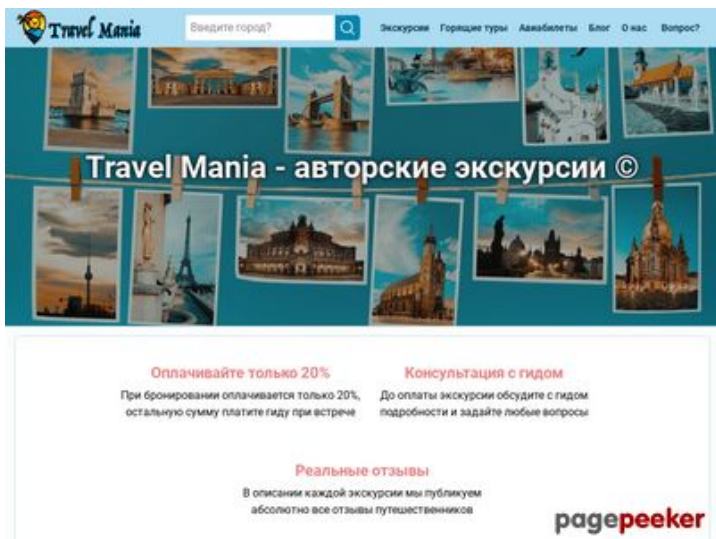 Travel Mania
Введите город?
Экскурсии Горящие туры Авиабилеты Блог О нас Вопрос?
Travel Mania - авторские экскурсии ©
Оплачивайте только 20%
При бронировании оплачивается только 20%,
остальную сумму платите гиду при встрече
Консультация с гидом
До оплаты экскурсии обсудите с гидом
подробности и задайте любые вопросы
Реальные отзывы
В описании каждой экскурсии мы публикуем
абсолютно все отзывы путешественников
pagepeeker